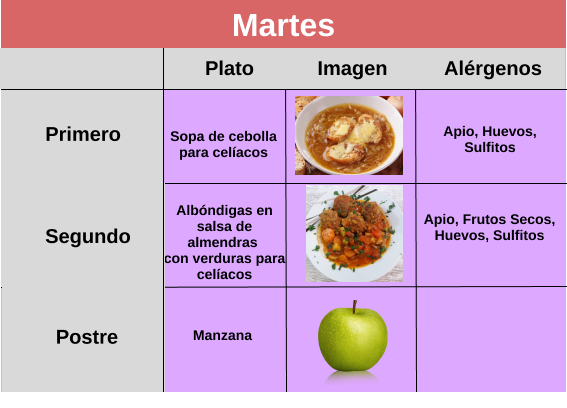 Martes
Plato
Imagen
Alérgenos
Primero
Sopa de cebolla
para celíacos
Apio, Huevos,
Sulfitos
Segundo
Albóndigas en
salsa de
almendras
con verduras para
celíacos
Apio, Frutos Secos,
Huevos, Sulfitos
Postre
Manzana